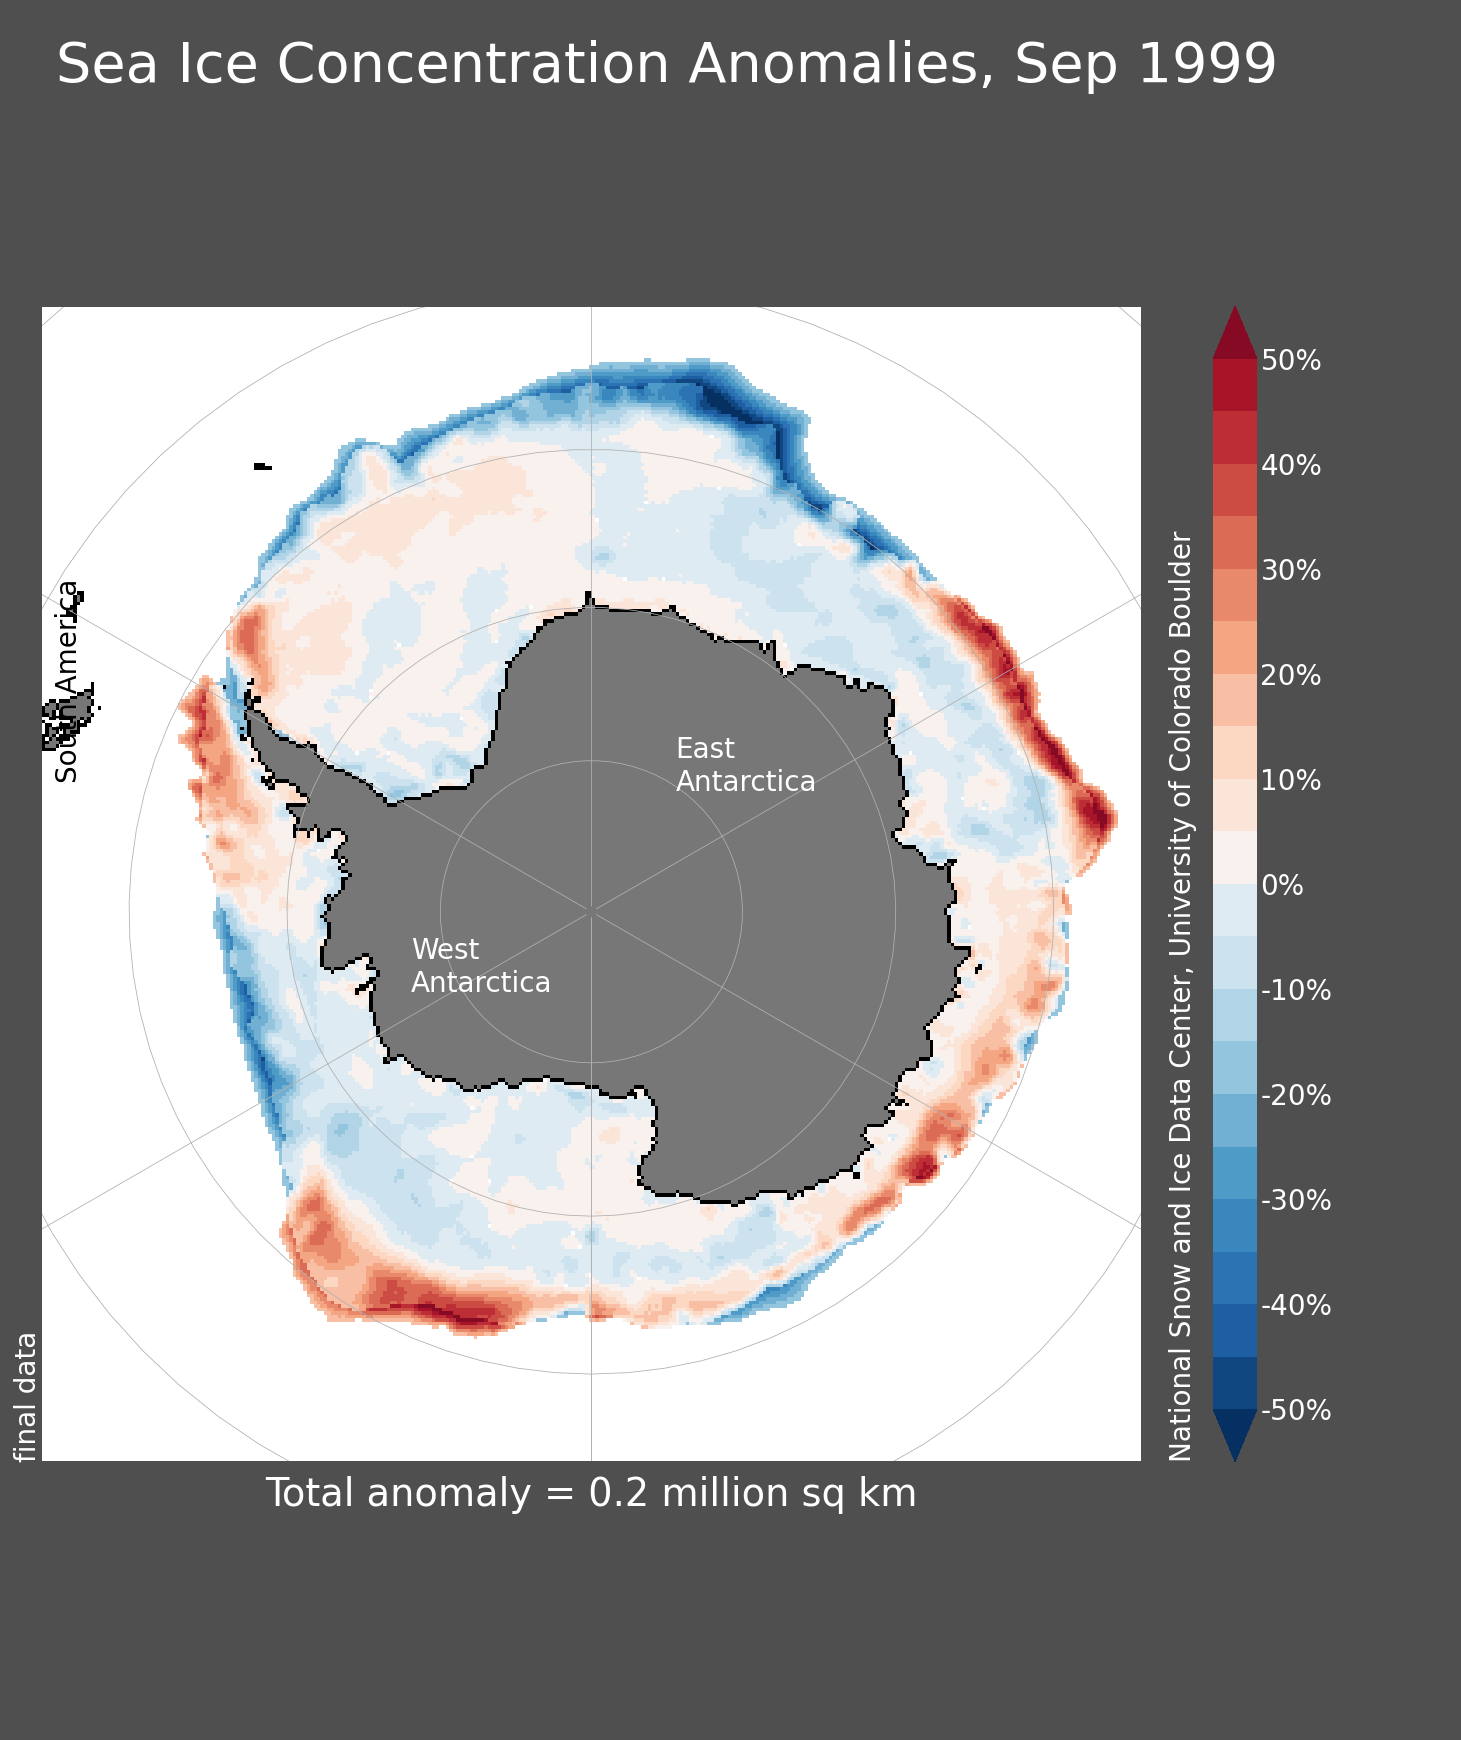 Sea Ice Concentration Anomalies, Sep 1999
South America
East
Antarctica
West
Antarctica
final data
National Snow and Ice Data Center, University of Colorado Boulder
50%
40%
30%
20%
10%
0%
-10%
-20%
-30%
-40%
-50%
Total anomaly = 0.2 million sq km